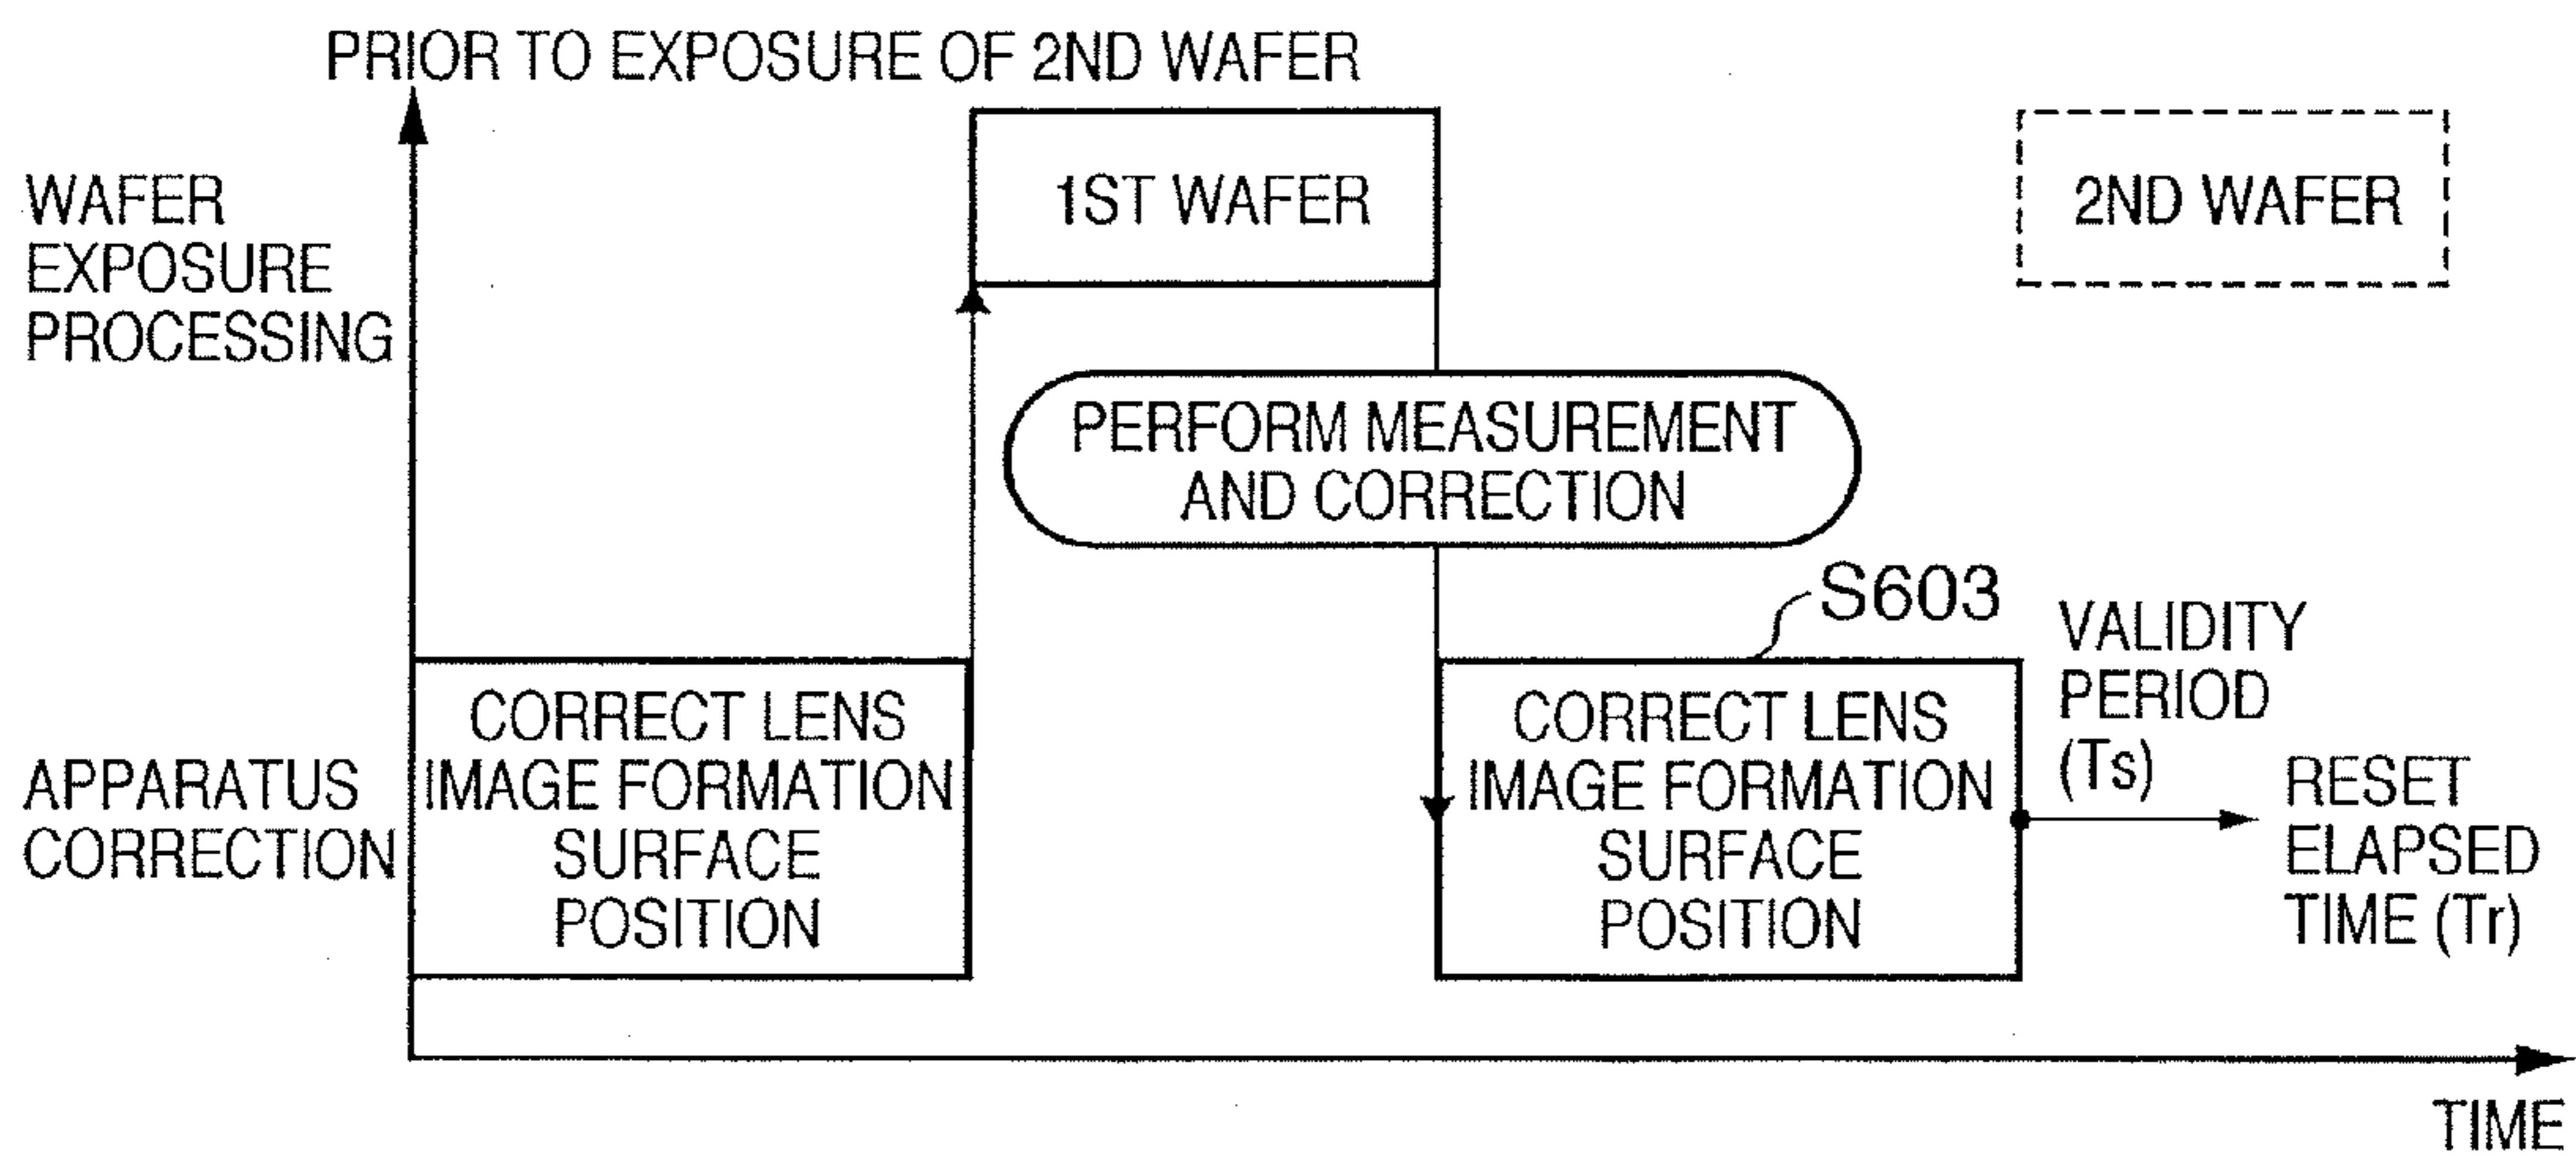 PRIOR TO EXPOSURE OF 2ND WAFER
WAFER
EXPOSURE
PROCESSING
1ST WAFER
2ND WAFER
PERFORM MEASUREMENT
AND CORRECTION
S603
APPARATUS
CORRECTION
CORRECT LENS
IMAGE FORMATION
SURFACE
POSITION
CORRECT LENS
IMAGE FORMATION
SURFACE
POSITION
VALIDITY
PERIOD
(Ts)
RESET
ELAPSED
TIME (Tr)
TIME